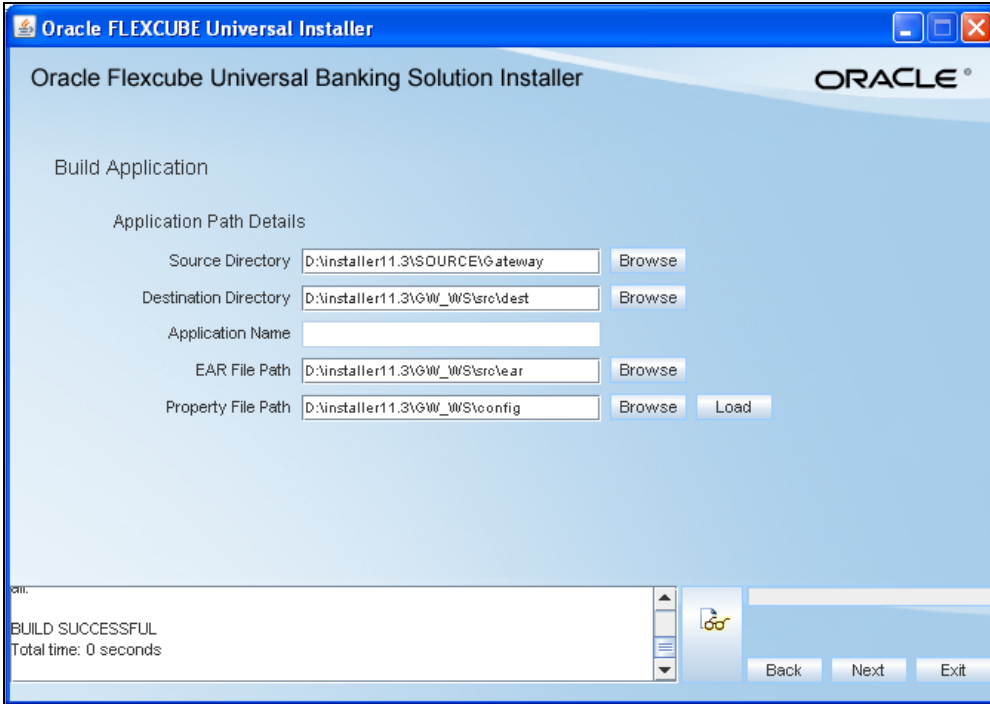 Oracle FLEXCUBE Universal Installer
Oracle Flexcube Universal Banking Solution Installer
ORACLE®
Build Application
Application Path Details
Source Directory D:\installer11.3\SOURCE\Gateway Browse
Destination Directory D:\installer11.3\GW_WS\src\dest Browse
Application Name
EAR File Path D:\installer11.3\GW_WS\src\ear Browse
Property File Path D:\installer11.3\GW_WS\config Browse Load
all:
BUILD SUCCESSFUL
Total time: 0 seconds
Back Next Exit